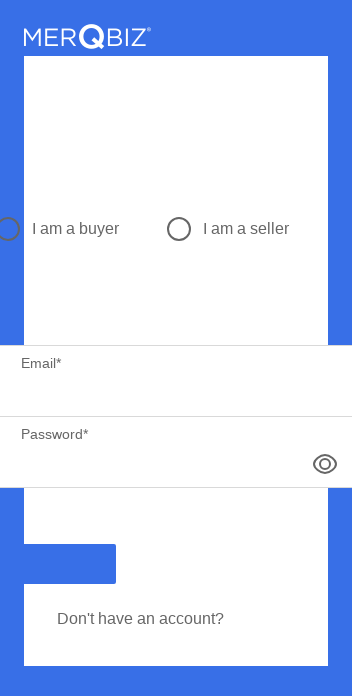 MERQBIZ®
I am a buyer
I am a seller
Email*
Password*
Don't have an account?